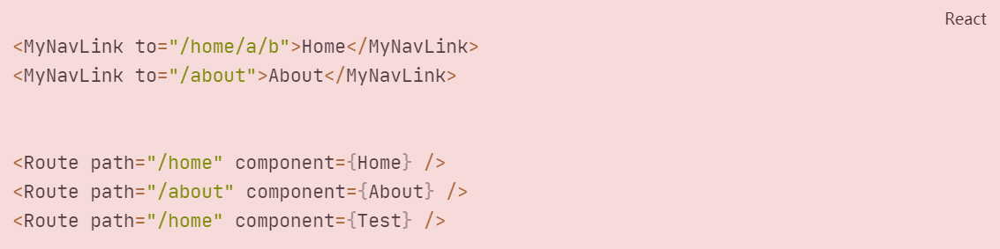 React
<MyNavLink to="/home/a/b">Home</MyNavLink>
<MyNavLink to="/about">About</MyNavLink>
<Route path="/home" component={Home} />
<Route path="/about" component={About} />
<Route path="/home" component={Test} />